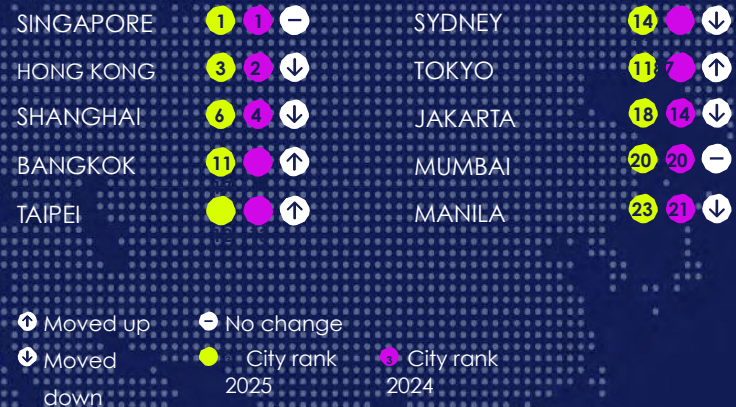 SINGAPORE 1 1
HONG KONG 3 2
SHANGHAI 6 4
BANGKOK 11
TAIPEI
SYDNEY 14
TOKYO 11
JAKARTA 18 14
MUMBAI 20 20
MANILA 23 21
Moved up
No change
Moved
down
City rank
2025
3 City rank
2024